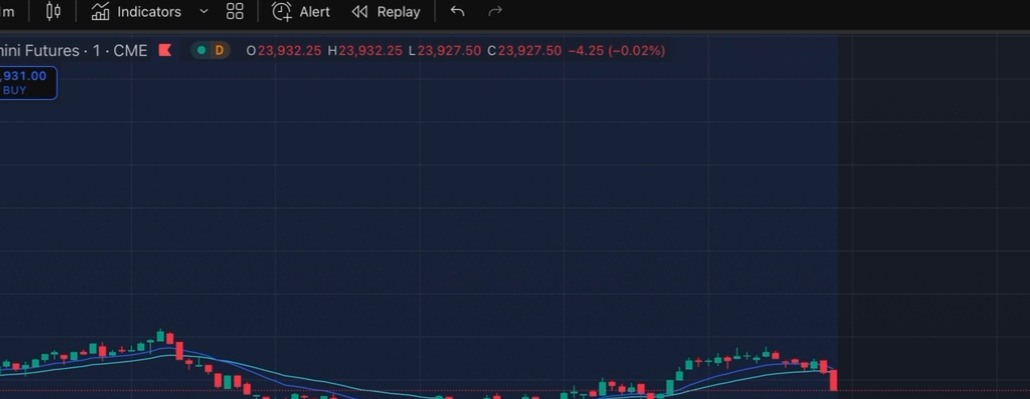 Indicators Alert Replay
Futures · 1 · CME D O23,932.25 H23,932.25 L23,927.50 C23,927.50 −4.25 (−0.02%)
,931.00
BUY